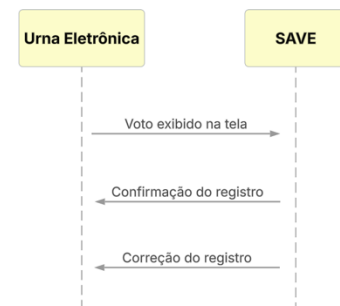 Urna Eletrônica
SAVE
Voto exibido na tela
Confirmação do registro
Correção do registro